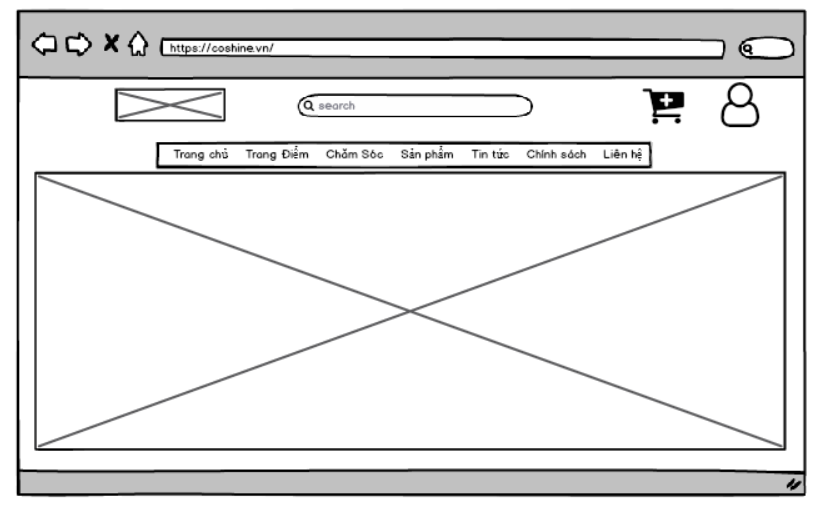 https://coshine.vn/
search
Trang chủ Trang Điểm Chăm Sóc Sản phẩm Tin tức Chính sách Liên hệ